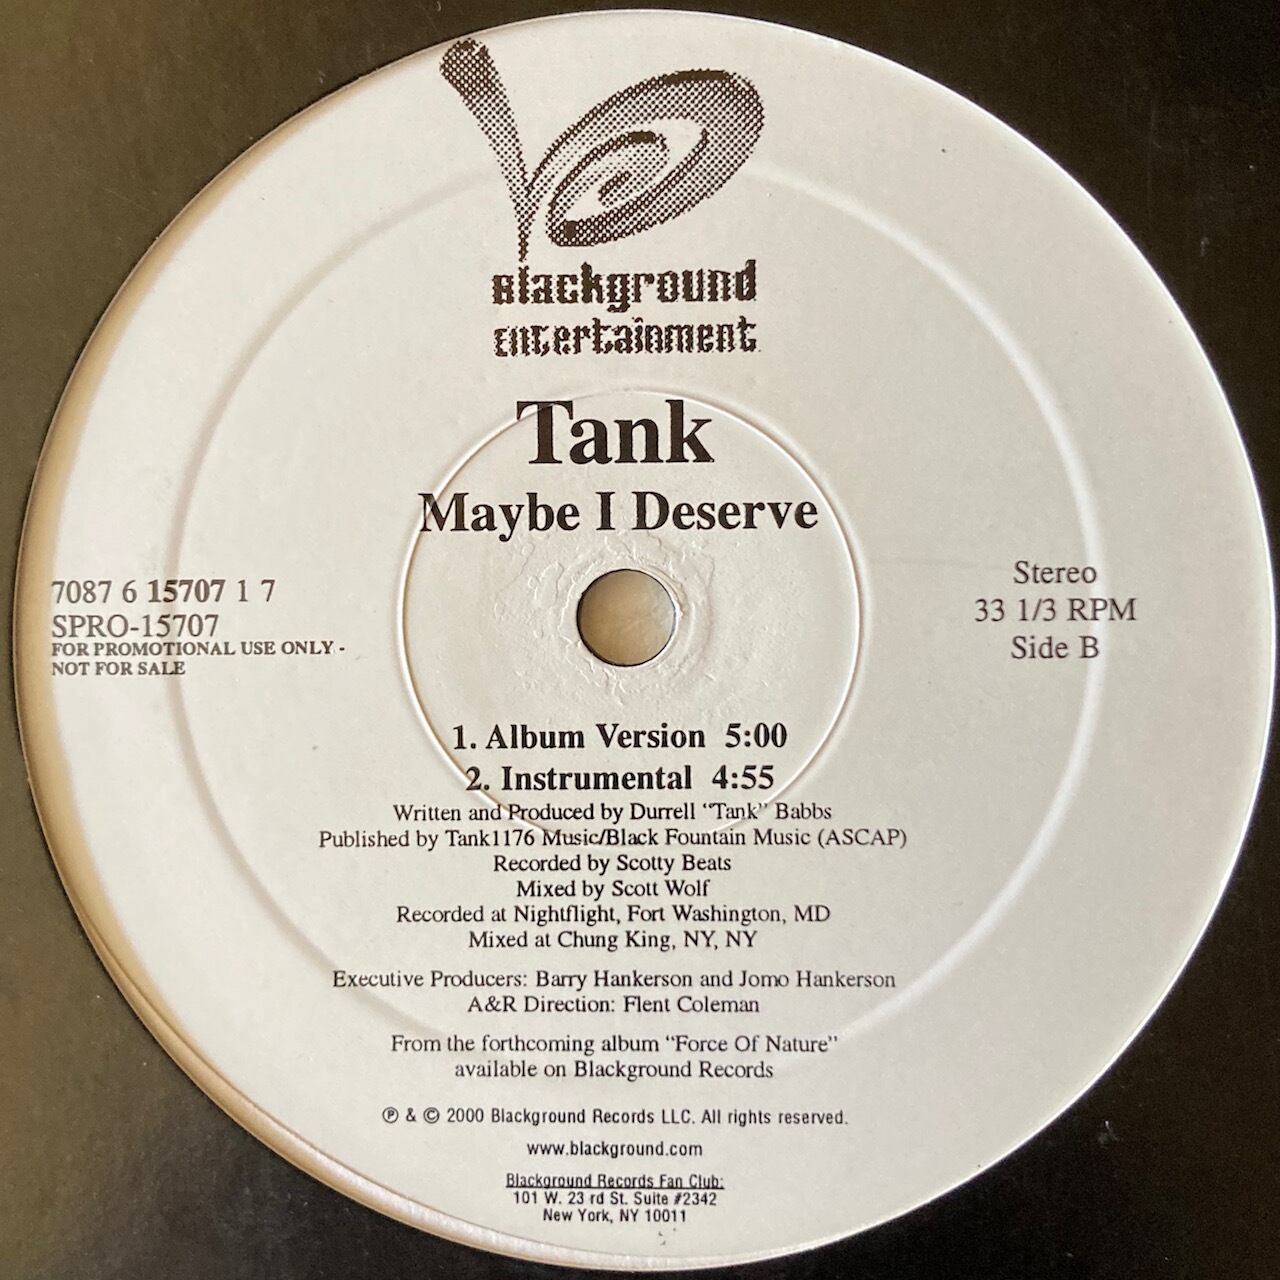 Blackground
Entertainment
Tank
Maybe I Deserve
7087 6 15707 1 7
SPRO-15707
FOR PROMOTIONAL USE ONLY -
NOT FOR SALE
Stereo
33 1/3 RPM
Side B
1. Album Version 5:00
2. Instrumental 4:55
Written and Produced by Durrell "Tank" Babbs
Published by Tank1176 Music/Black Fountain Music (ASCAP)
Recorded by Scotty Beats
Mixed by Scott Wolf
Recorded at Nightflight, Fort Washington, MD
Mixed at Chung King, NY, NY
Executive Producers: Barry Hankerson and Jomo Hankerson
A&R Direction: Flent Coleman
From the forthcoming album "Force Of Nature"
available on Blackground Records
℗ & © 2000 Blackground Records LLC. All rights reserved.
www.blackground.com
Blackground Records Fan Club:
101 W. 23 rd St. Suite #2342
New York, NY 10011